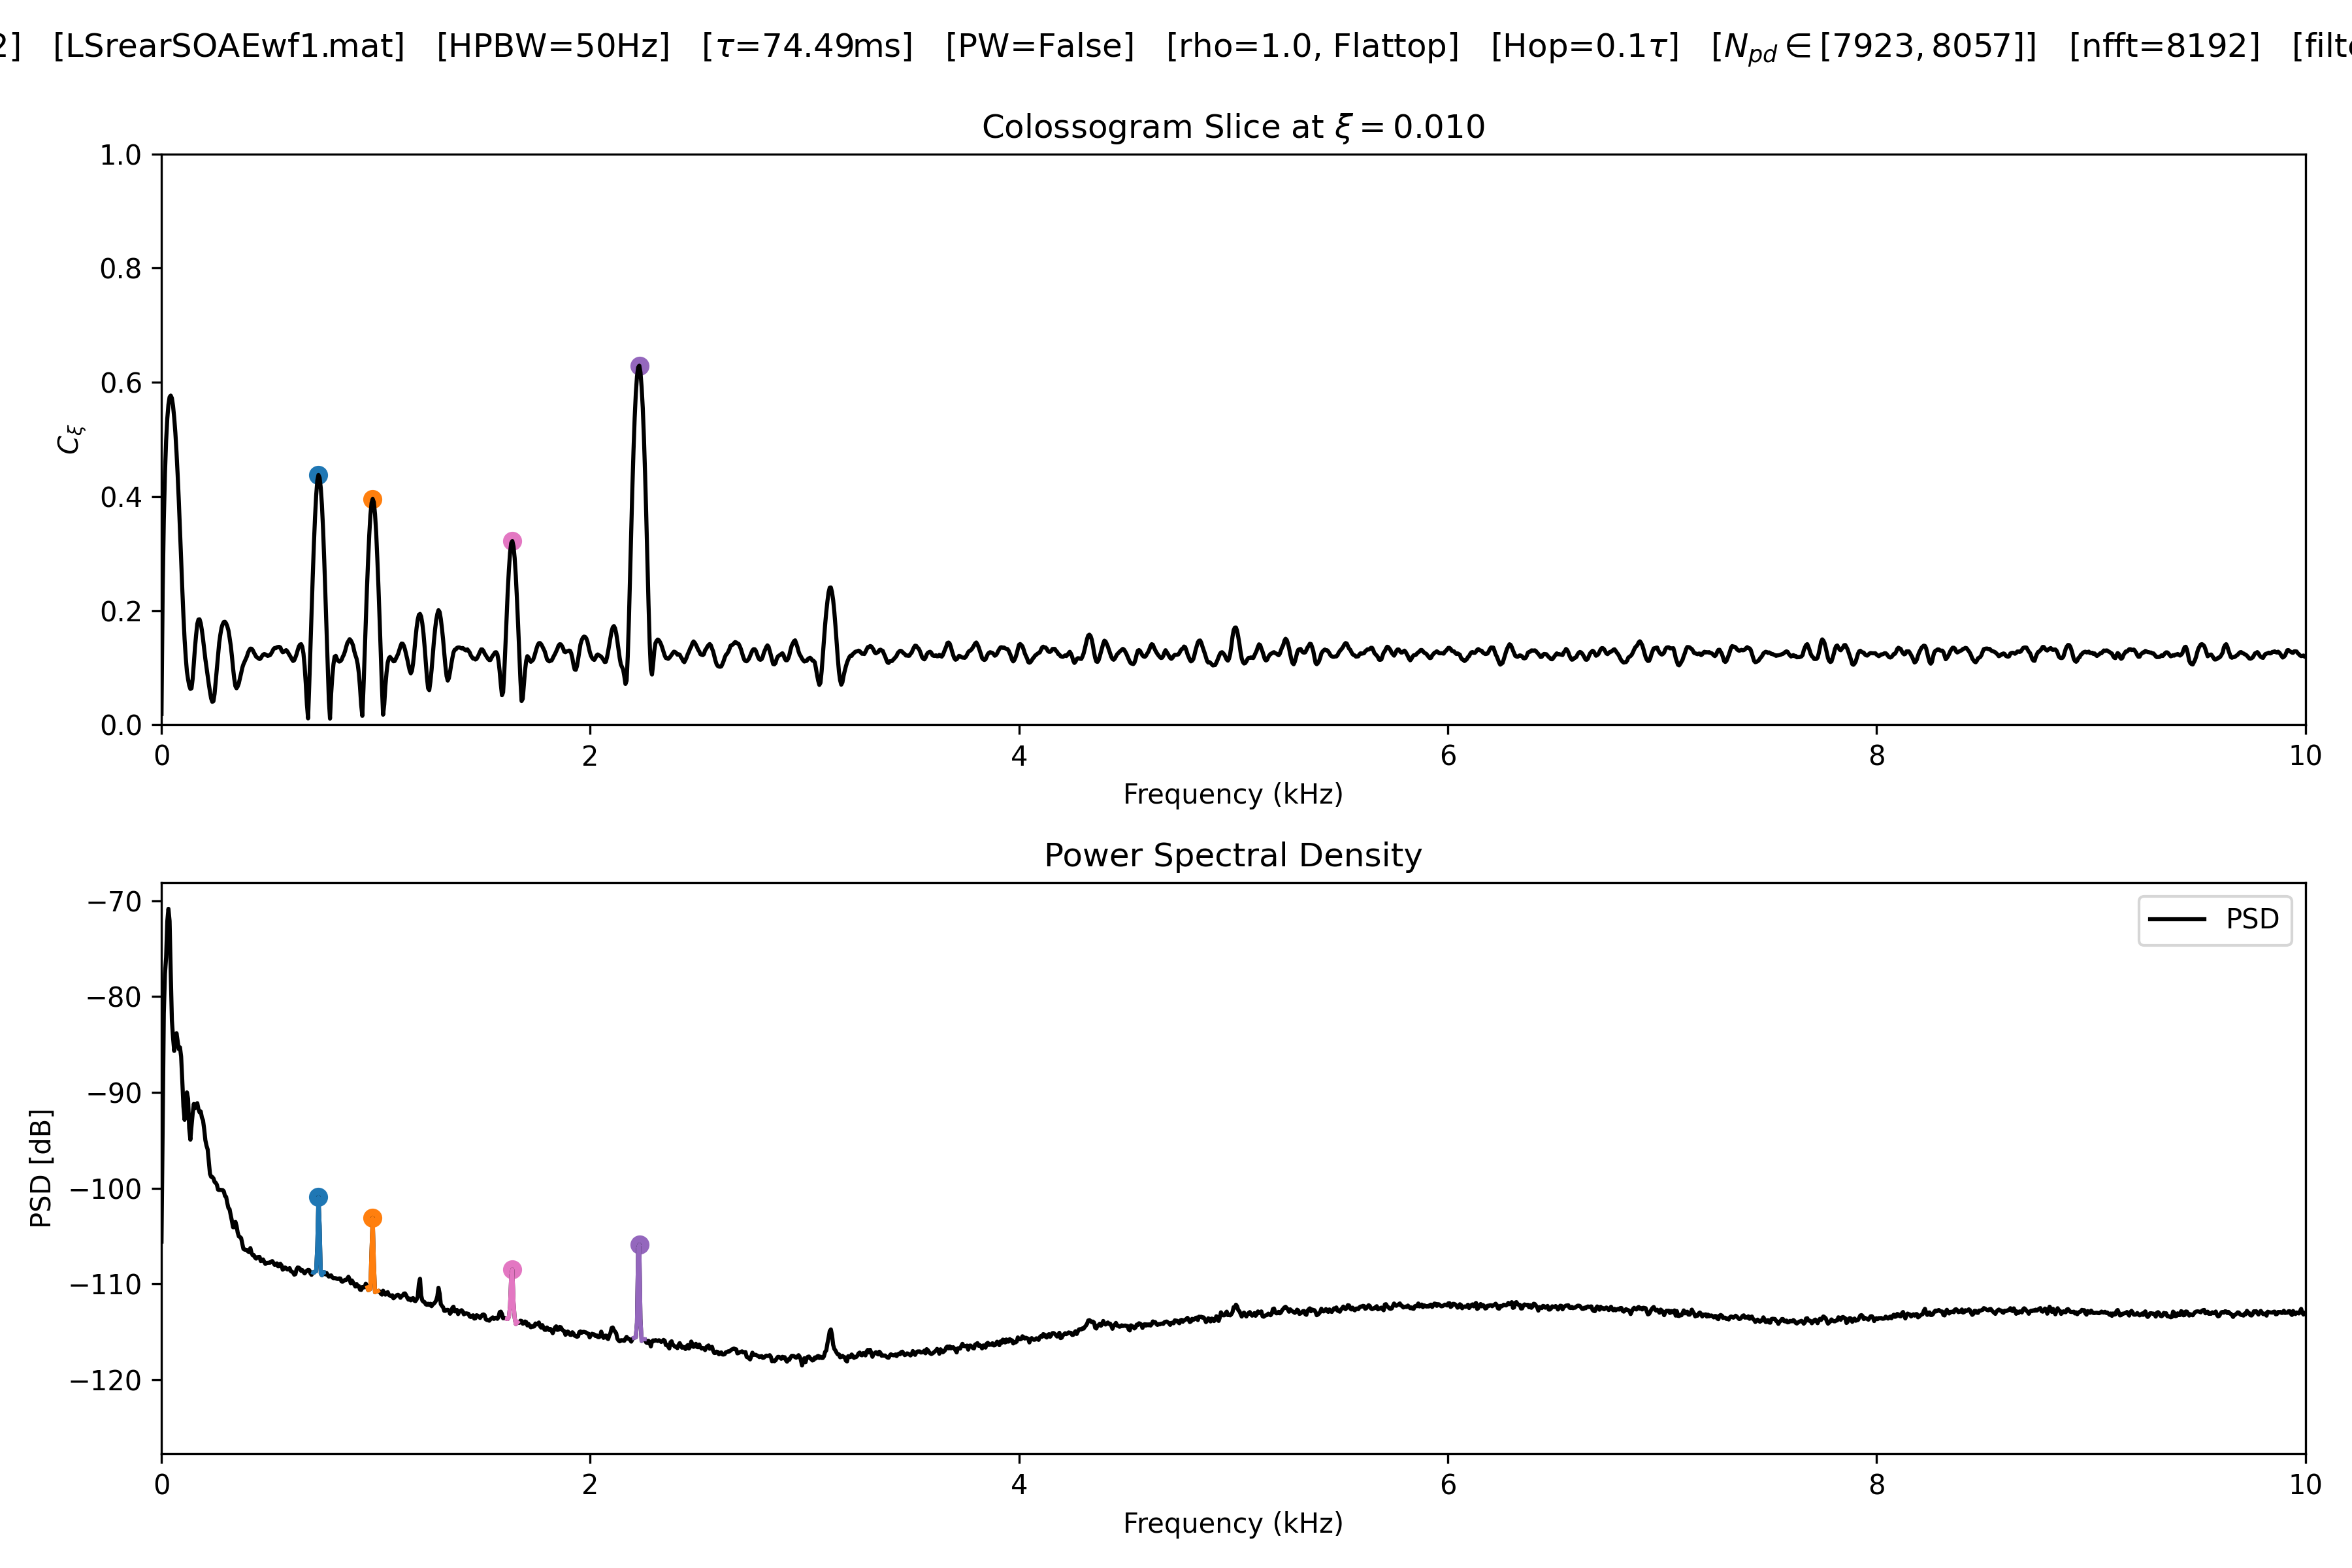 2] [LSrearSOAEwf1.mat] [HPBW=50Hz] [τ=74.49ms] [PW=False] [rho=1.0, Flattop] [Hop=0.1τ] [N_pd ∈ [7923, 8057]] [nfft=8192] [filt
Colossogram Slice at ξ = 0.010
1.0
0.8
0.6
0.4
0.2
0.0
C_ξ
0 2 4 6 8 10
Frequency (kHz)
Power Spectral Density
PSD
−70
−80
−90
−100
−110
−120
PSD [dB]
0 2 4 6 8 10
Frequency (kHz)